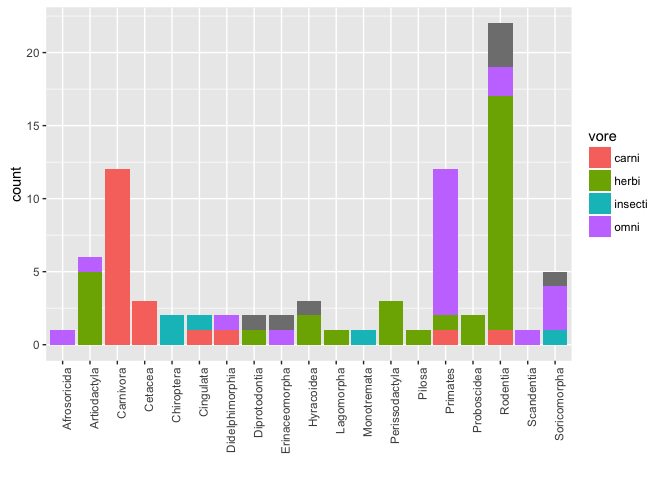 20
15
10
5
0
count
Afrosoricida
Artiodactyla
Carnivora
Cetacea
Chiroptera
Cingulata
Didelphimorphia
Diprotodontia
Erinaceomorpha
Hyracoidea
Lagomorpha
Monotremata
Perissodactyla
Pilosa
Primates
Proboscidea
Rodentia
Scandentia
Soricomorpha
vore
carni
herbi
insecti
omni